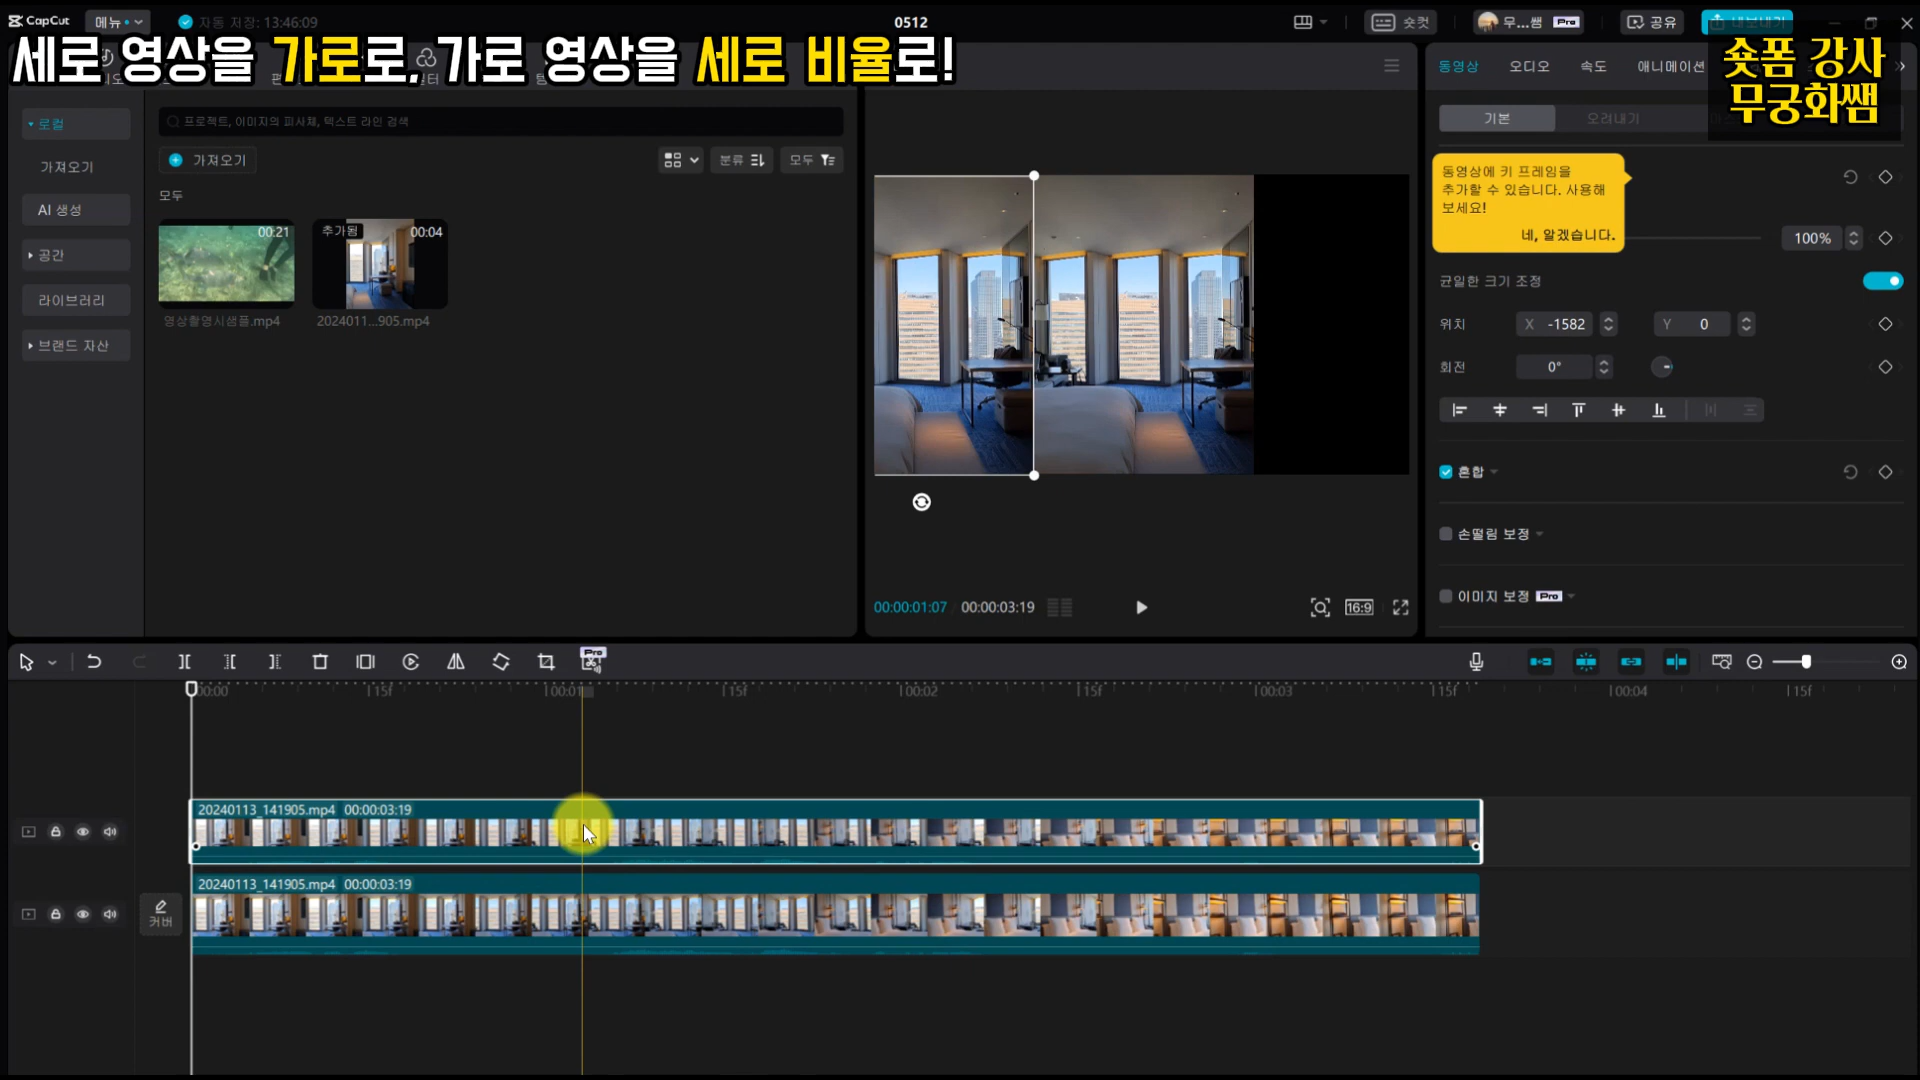 CapCut
메뉴
자동 저장: 13:46:09
0512
숏컷
무...쌤 Pro
공유
내보내기
세로 영상을 가로로, 가로 영상을 세로 비율로!
숏폼 강사
무궁화쌤
로컬
가져오기
AI 생성
공간
라이브러리
브랜드 자산
프로젝트, 이미지의 피사체, 텍스트 라인 검색
가져오기
분류
모두
모두
00:21
영상촬영시샘플.mp4
추가됨
00:04
2024011...905.mp4
00:00:01:07
00:00:03:19
16:9
동영상
오디오
속도
애니메이션
기본
오려내기
동영상에 키 프레임을
추가할 수 있습니다. 사용해
보세요!
네, 알겠습니다.
100%
균일한 크기 조정
위치
X -1582
Y 0
회전
0°
혼합
손떨림 보정
이미지 보정 Pro
Pro
00:00
15f
00:01
15f
00:02
15f
00:03
15f
00:04
15f
20240113_141905.mp4 00:00:03:19
20240113_141905.mp4 00:00:03:19
커버